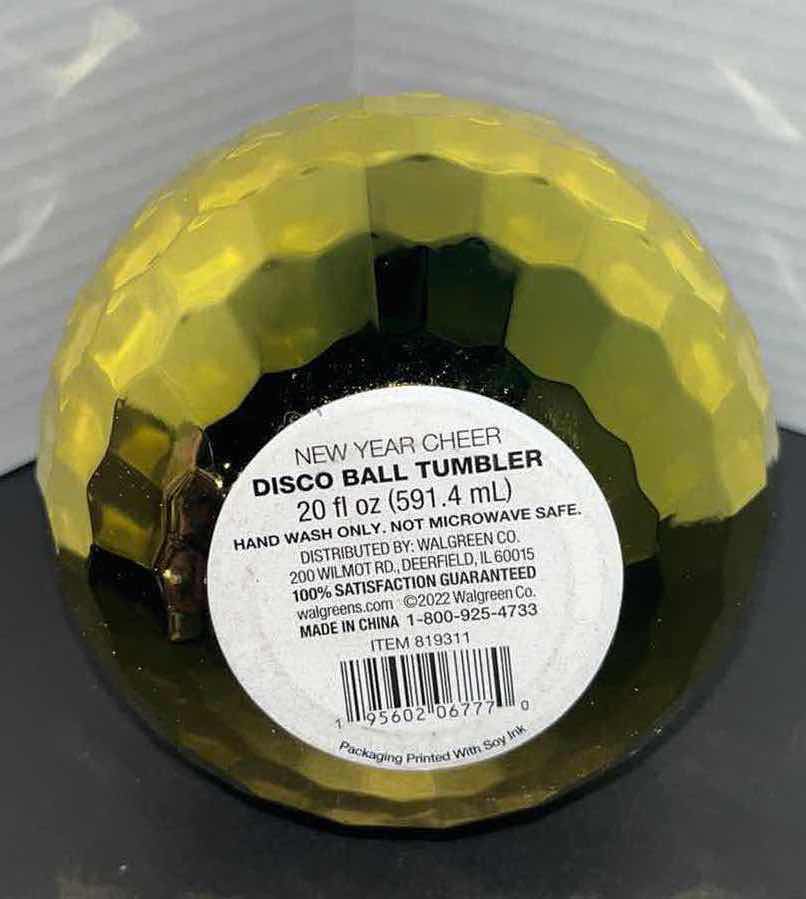 NEW YEAR CHEER
DISCO BALL TUMBLER
20 fl oz (591.4 mL)
HAND WASH ONLY. NOT MICROWAVE SAFE.
DISTRIBUTED BY: WALGREEN CO.
200 WILMOT RD., DEERFIELD, IL 60015
100% SATISFACTION GUARANTEED
walgreens.com ©2022 Walgreen Co.
MADE IN CHINA 1-800-925-4733
ITEM 819311
1 95602 06777 0
Packaging Printed With Soy Ink